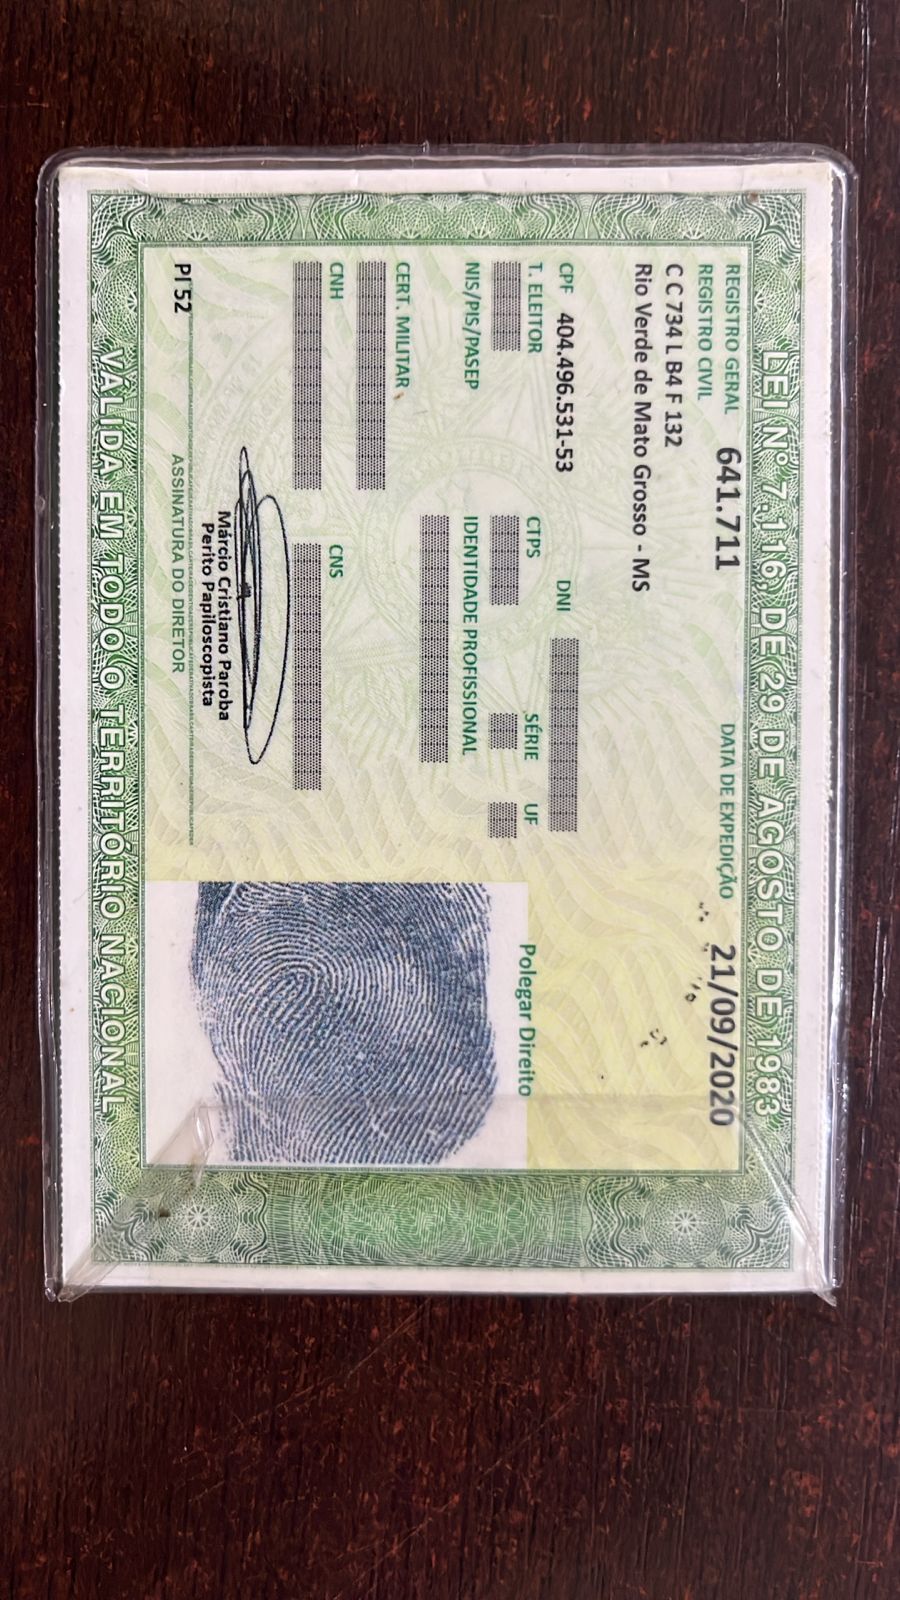 LEI Nº 7.116, DE 29 DE AGOSTO DE 1983
REGISTRO GERAL 641.711 DATA DE EXPEDIÇÃO 21/09/2020
REGISTRO CIVIL
C C 734 L B4 F 132
Rio Verde de Mato Grosso - MS
CPF 404.496.531-53 DNI
T. ELEITOR CTPS SÉRIE UF
Polegar Direito
NIS/PIS/PASEP IDENTIDADE PROFISSIONAL
CERT. MILITAR
CNH CNS
Márcio Cristiano Paroba
Perito Papiloscopista
PI 52 ASSINATURA DO DIRETOR
VÁLIDA EM TODO O TERRITÓRIO NACIONAL